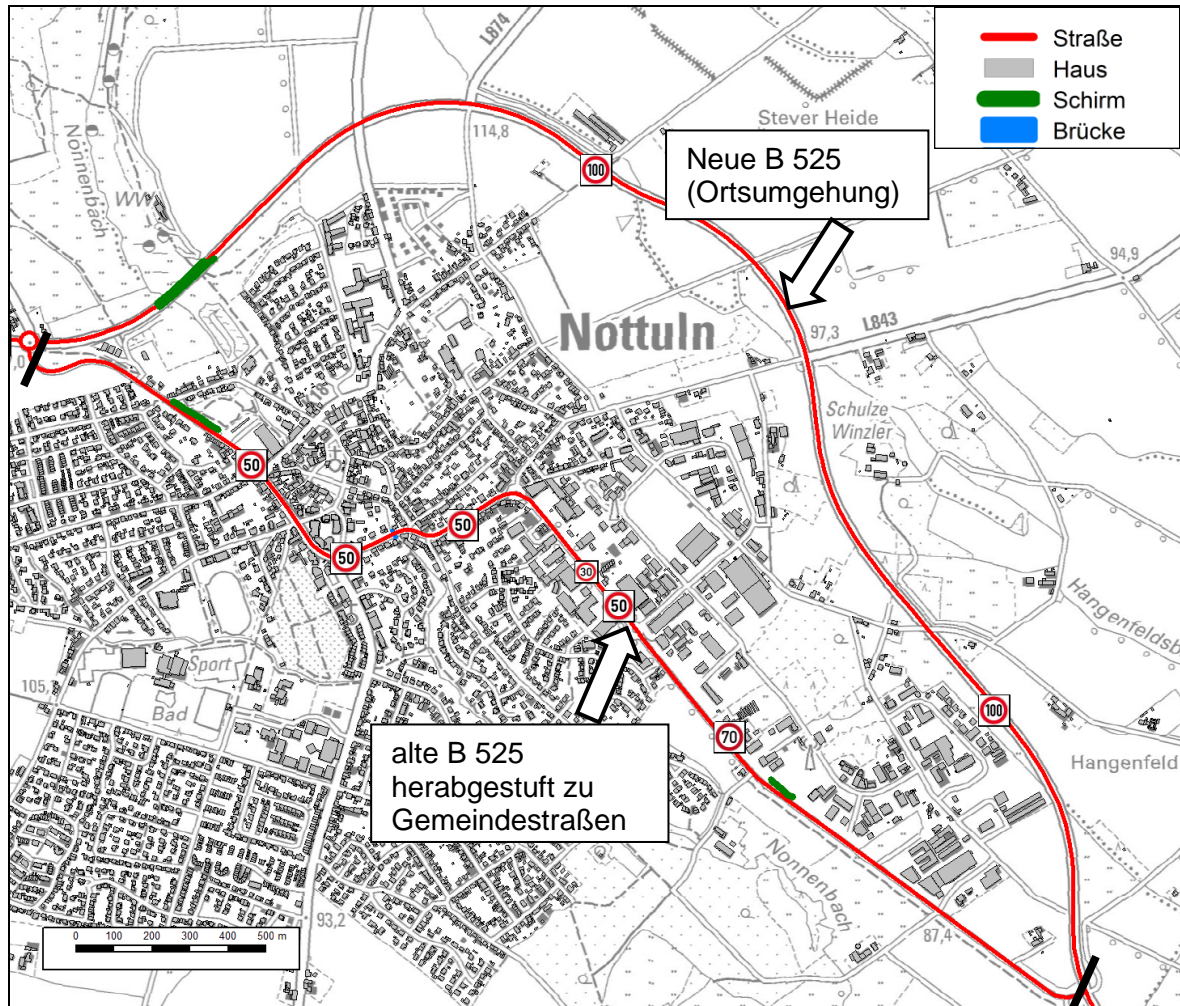 L874
Straße
Haus
Schirm
Brücke
Stever Heide
114,8
Nonnenbach
100
Neue B 525
(Ortsumgehung)
WW
94,9
Nottuln
97,3
L843
,0
Schulze
Winzler
50
50
50
30
50
Hangenfeldsb
Sport
105,
Bad
100
70
Hangenfeld
alte B 525
herabgestuft zu
Gemeindestraßen
Nonnenbach
93,2
87,4
0 100 200 300 400 500 m